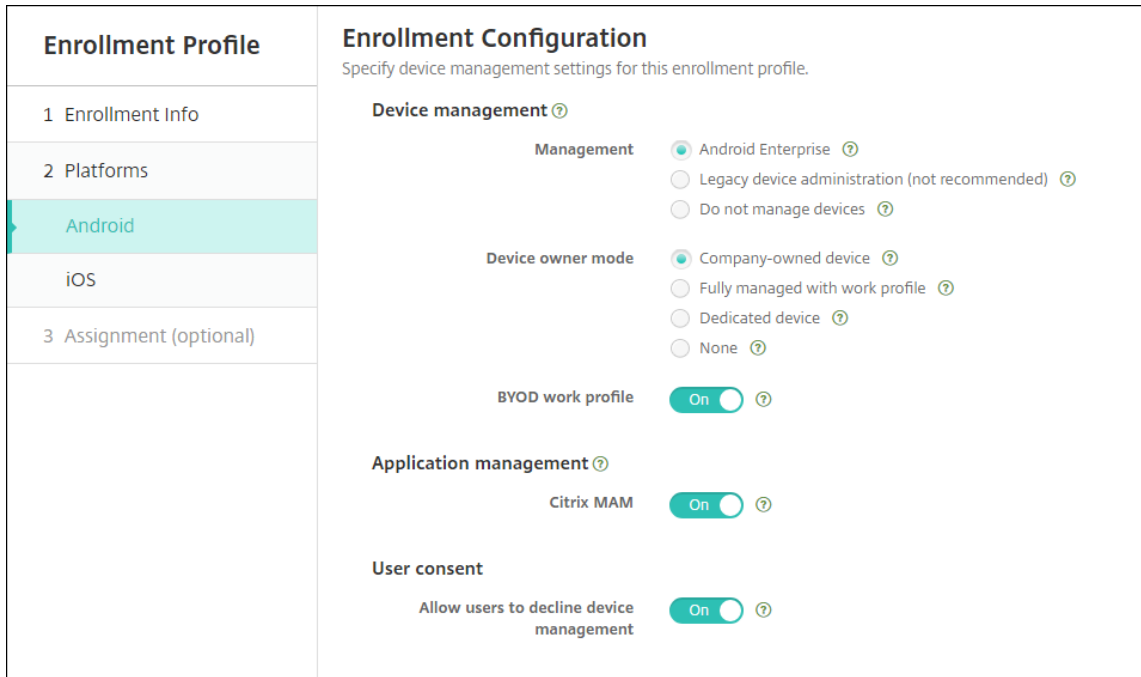 Enrollment Profile
1 Enrollment Info
2 Platforms
Android
iOS
3 Assignment (optional)
Enrollment Configuration
Specify device management settings for this enrollment profile.
Device management ?
Management
Android Enterprise ?
Legacy device administration (not recommended) ?
Do not manage devices ?
Device owner mode
Company-owned device ?
Fully managed with work profile ?
Dedicated device ?
None ?
BYOD work profile
On ?
Application management ?
Citrix MAM
On ?
User consent
Allow users to decline device
management
On ?